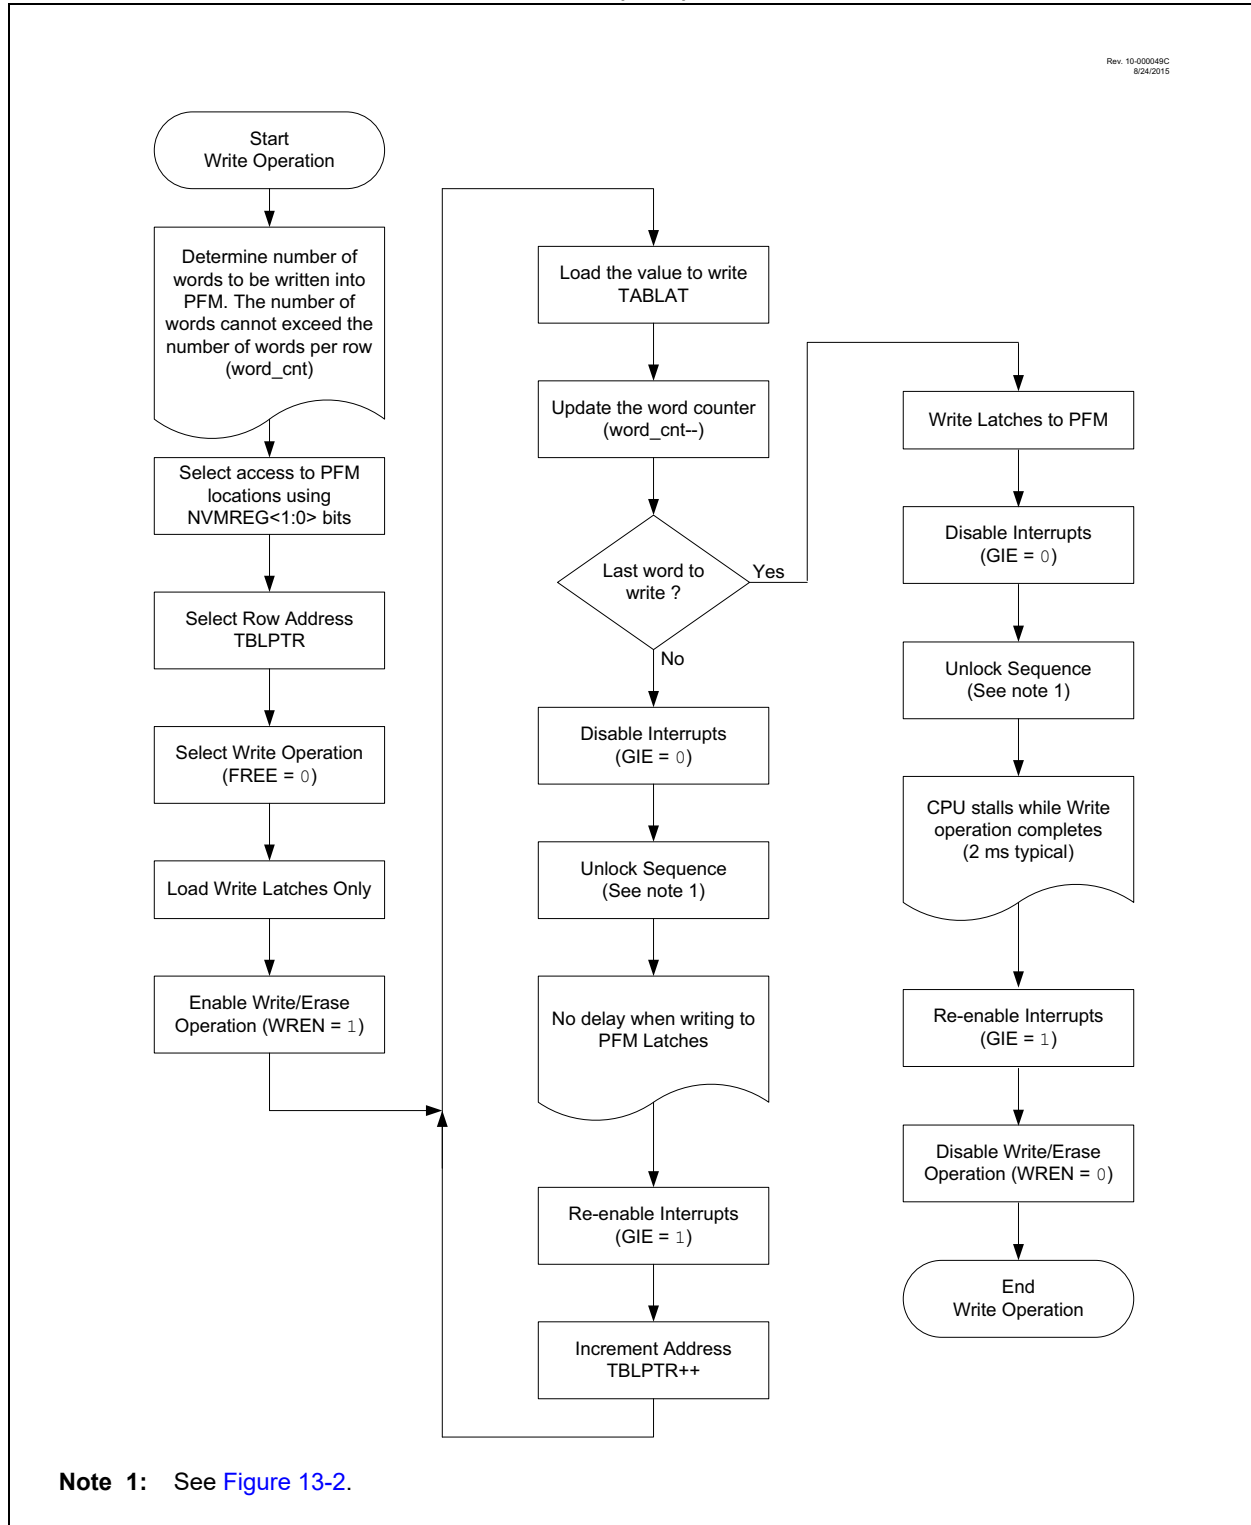 Rev. 10-000049C
8/24/2015
Start
Write Operation
Determine number of
words to be written into
PFM. The number of
words cannot exceed the
number of words per row
(word_cnt)
Select access to PFM
locations using
NVMREG<1:0> bits
Select Row Address
TBLPTR
Select Write Operation
(FREE = 0)
Load Write Latches Only
Enable Write/Erase
Operation (WREN = 1)
Load the value to write
TABLAT
Update the word counter
(word_cnt--)
Last word to
write ?
Yes
No
Disable Interrupts
(GIE = 0)
Unlock Sequence
(See note 1)
No delay when writing to
PFM Latches
Re-enable Interrupts
(GIE = 1)
Increment Address
TBLPTR++
Write Latches to PFM
Disable Interrupts
(GIE = 0)
Unlock Sequence
(See note 1)
CPU stalls while Write
operation completes
(2 ms typical)
Re-enable Interrupts
(GIE = 1)
Disable Write/Erase
Operation (WREN = 0)
End
Write Operation
Note 1: See Figure 13-2.